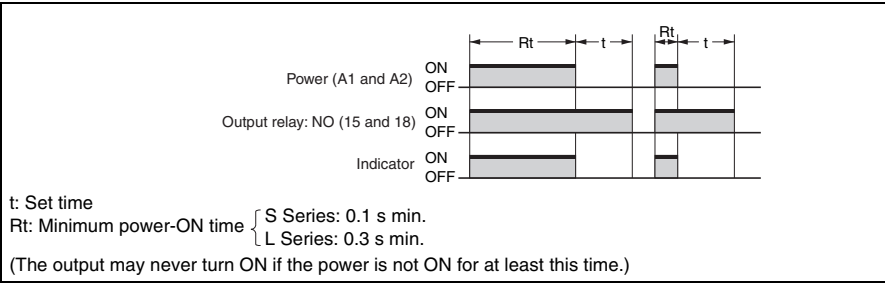 Rt t Rt t
Power (A1 and A2) ON
OFF
Output relay: NO (15 and 18) ON
OFF
Indicator ON
OFF
t: Set time
Rt: Minimum power-ON time { S Series: 0.1 s min.
L Series: 0.3 s min.
(The output may never turn ON if the power is not ON for at least this time.)